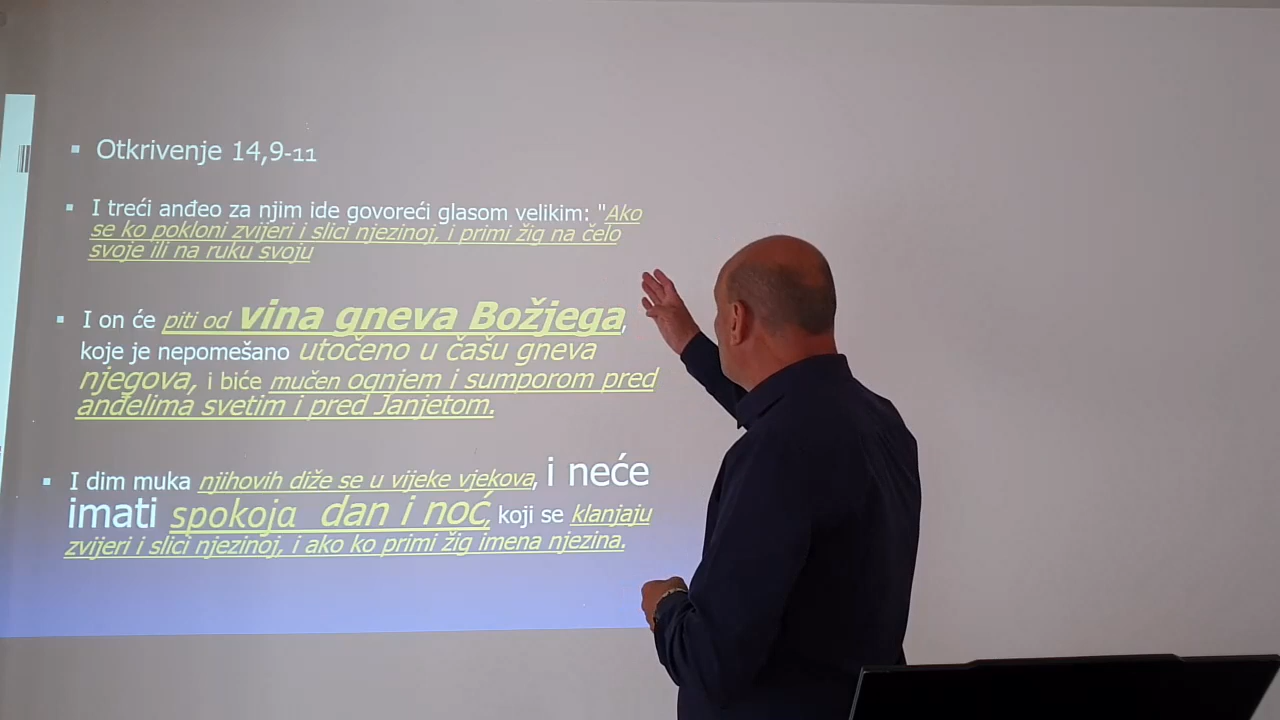 Otkrivenje 14,9-11
I treći anđeo za njim ide govoreći glasom velikim: "Ako
se ko pokloni zvijeri i slici njezinoj, i primi žig na čelo
svoje ili na ruku svoju
I on će piti od vina gneva Božjega,
koje je nepomešano utočeno u čašu gneva
njegova, i biće mučen ognjem i sumporom pred
anđelima svetim i pred Janjetom.
I dim muka njihovih diže se u vijeke vjekova, i neće
imati spokoja dan i noć, koji se klanjaju
zvijeri i slici njezinoj, i ako ko primi žig imena njezina.